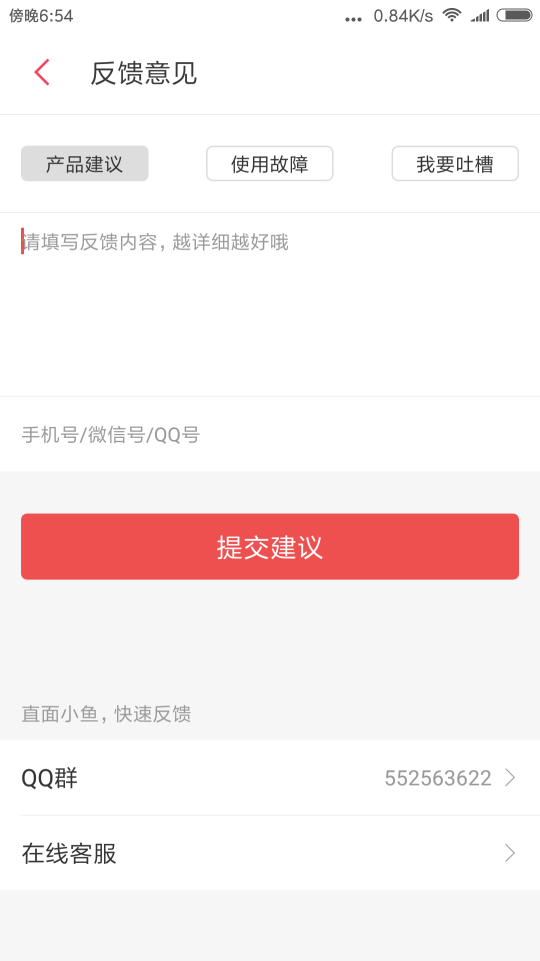 傍晚6:54
... 0.84K/s
反馈意见
产品建议 使用故障 我要吐槽
请填写反馈内容，越详细越好哦
手机号/微信号/QQ号
提交建议
直面小鱼，快速反馈
QQ群 552563622
在线客服